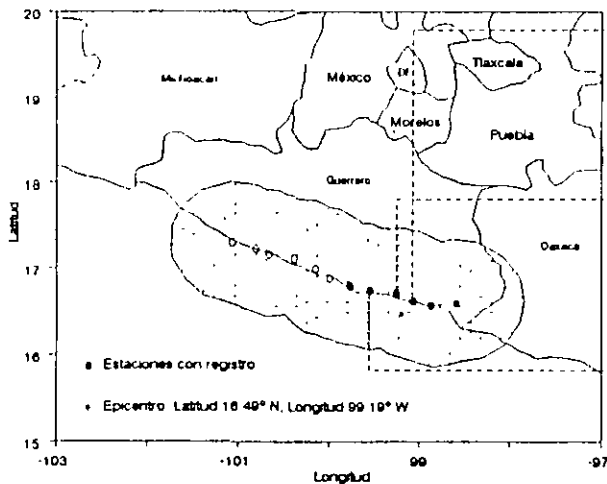 20
19
18
17
16
15
Latitud
México
DF
Tlaxcala
Morelos
Puebla
Guerrero
Oaxaca
Estaciones con registro
Epicentro Latitud 16 49° N, Longitud 99 19° W
-103
-101
-99
-97
Longitud